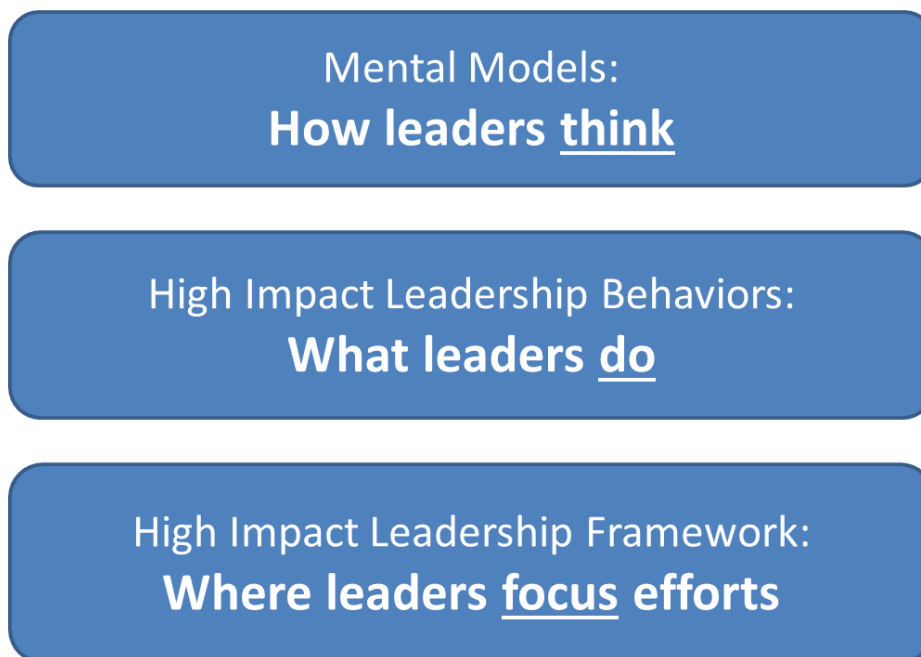 Mental Models:
How leaders think
High Impact Leadership Behaviors:
What leaders do
High Impact Leadership Framework:
Where leaders focus efforts